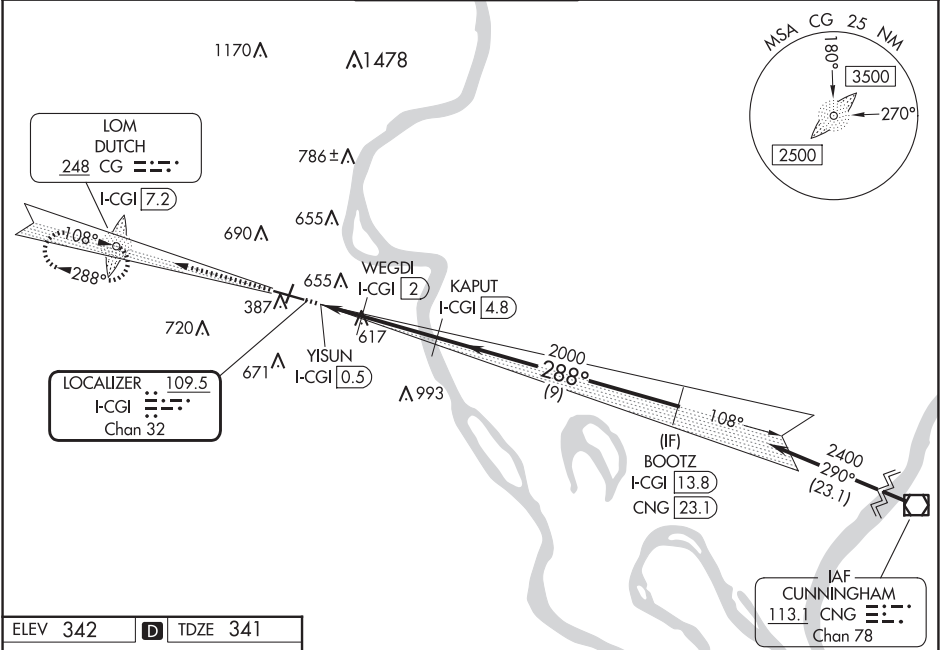 1170
1478
MSA CG 25 NM
180°
3500
270°
2500
LOM
DUTCH
248 CG
I-CGI 7.2
786±
690
655
108°
288°
655
WEGDI
I-CGI 2
KAPUT
I-CGI 4.8
387
617
720
671
YISUN
I-CGI 0.5
993
LOCALIZER 109.5
I-CGI
Chan 32
2000
288°
(9)
108°
(IF)
BOOTZ
I-CGI 13.8
CNG 23.1
2400
290°
(23.1)
IAF
CUNNINGHAM
113.1 CNG
Chan 78
ELEV 342 D TDZE 341